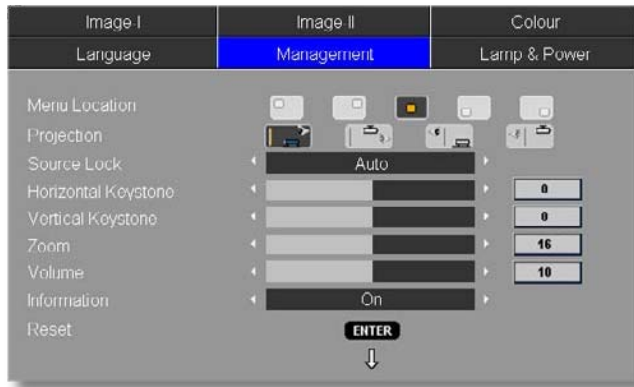 Image-I Image-II Colour
Language Management Lamp & Power
Menu Location
Projection
Source Lock Auto
Horizontal Keystone 0
Vortical Keystone 0
Zoom 16
Volume 10
Information On
Reset ENTER